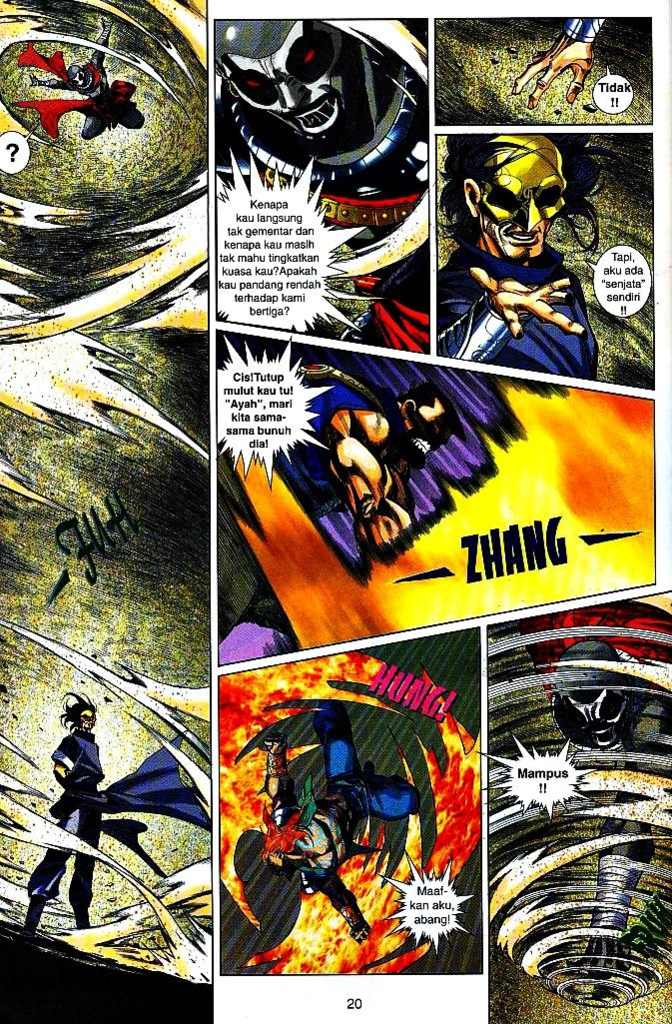 ?
FUH
Kenapa
kau langsung
tak gementar dan
kenapa kau masih
tak mahu tingkatkan
kuasa kau?Apakah
kau pandang rendah
terhadap kami
bertiga?
Tidak
!!
Tapi,
aku ada
"senjata"
sendiri
!!
Cis!Tutup
mulut kau tu!
"Ayah", mari
kita sama-
sama bunuh
dia!
ZHANG
HUNG!
Maaf-
kan aku,
abang!
Mampus
!!
20